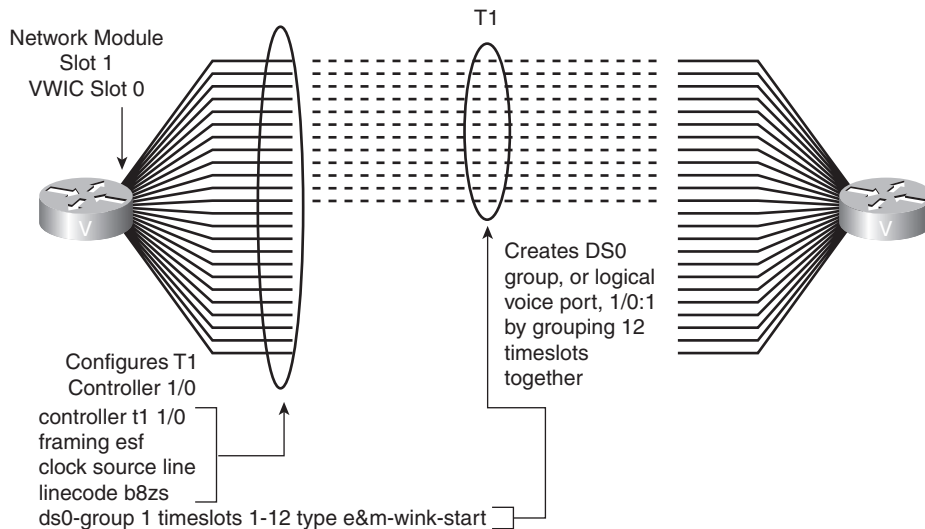 T1
Network Module
Slot 1
VWIC Slot 0
V
V
Creates DS0
group, or logical
voice port, 1/0:1
by grouping 12
timeslots
together
Configures T1
Controller 1/0
controller t1 1/0
framing esf
clock source line
linecode b8zs
ds0-group 1 timeslots 1-12 type e&m-wink-start